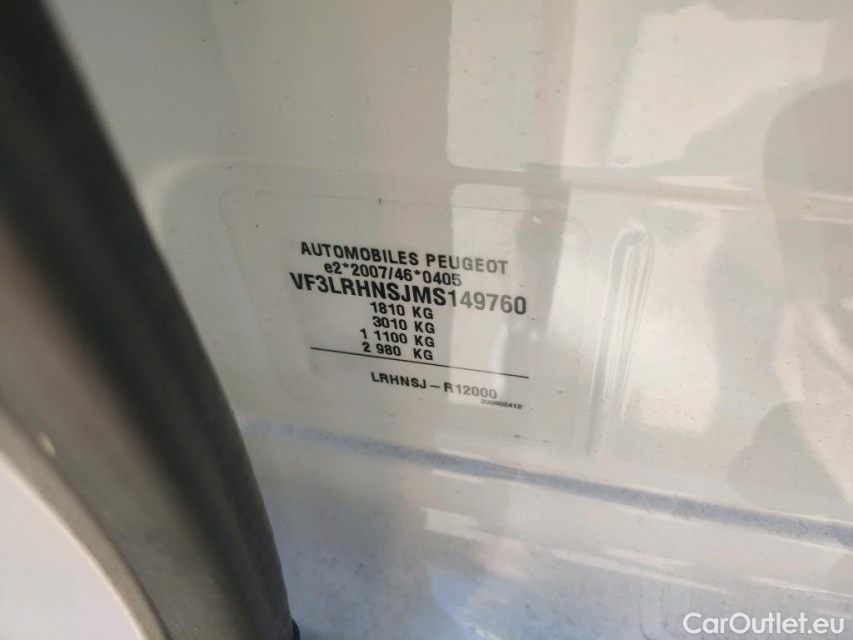 AUTOMOBILES PEUGEOT
e2*2007/46*0405
VF3LRHNSJMS149760
1810 KG
3010 KG
1 1100 KG
2 980 KG
LRHNSJ-R12000
200002412
CarOutlet.eu